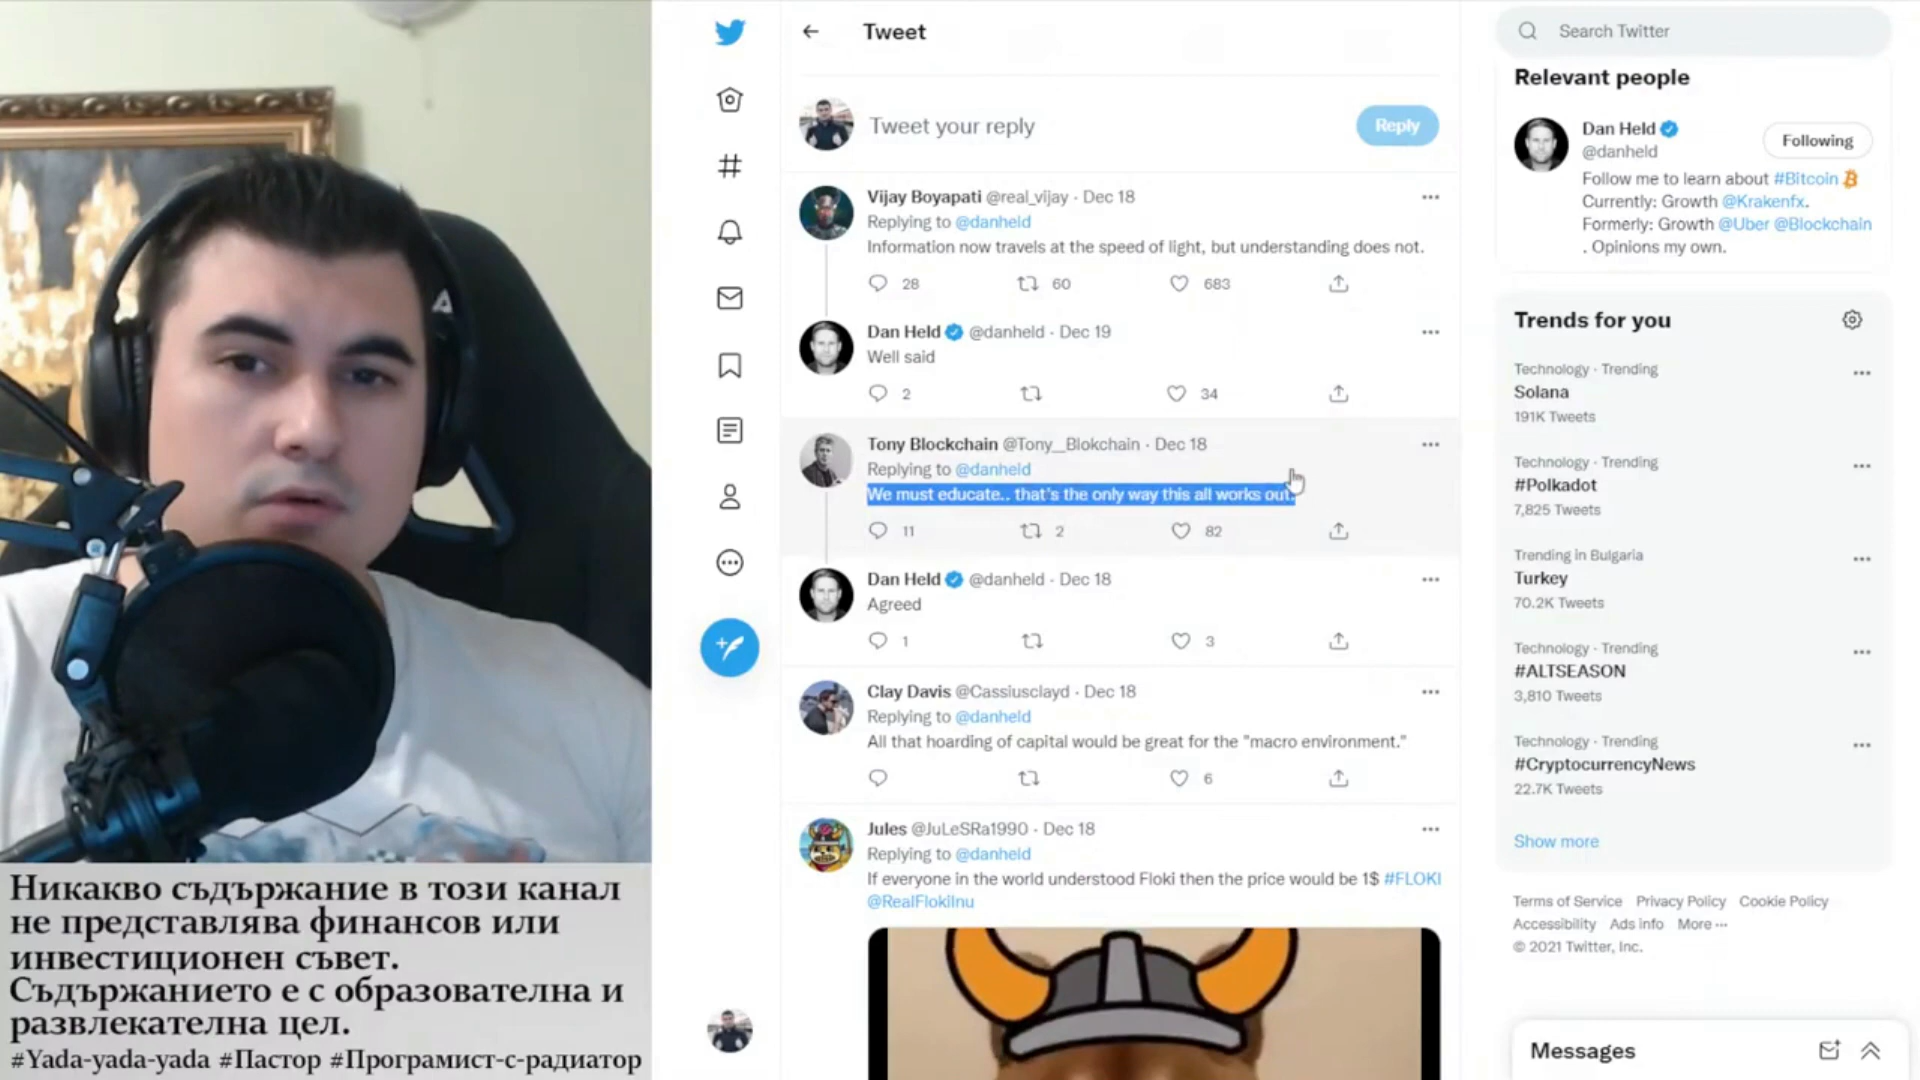 Никакво съдържание в този канал
не представлява финансов или
инвестиционен съвет.
Съдържанието е с образователна и
развлекателна цел.
#Yada-yada-yada #Пастор #Програмист-с-радиатор
Tweet
Tweet your reply
Reply
Vijay Boyapati @real_vijay · Dec 18
Replying to @danheld
Information now travels at the speed of light, but understanding does not.
28 60 683
Dan Held @danheld · Dec 19
Well said
2 34
Tony Blockchain @Tony__Blokchain · Dec 18
Replying to @danheld
We must educate.. that's the only way this all works out.
11 2 82
Dan Held @danheld · Dec 18
Agreed
1 3
Clay Davis @Cassiusclayd · Dec 18
Replying to @danheld
All that hoarding of capital would be great for the "macro environment."
6
Jules @JuLeSRa1990 · Dec 18
Replying to @danheld
If everyone in the world understood Floki then the price would be 1$ #FLOKI
@RealFlokiInu
Search Twitter
Relevant people
Dan Held
@danheld
Following
Follow me to learn about #Bitcoin
Currently: Growth @Krakenfx.
Formerly: Growth @Uber @Blockchain
. Opinions my own.
Trends for you
Technology · Trending
Solana
191K Tweets
Technology · Trending
#Polkadot
7,825 Tweets
Trending in Bulgaria
Turkey
70.2K Tweets
Technology · Trending
#ALTSEASON
3,810 Tweets
Technology · Trending
#CryptocurrencyNews
22.7K Tweets
Show more
Terms of Service Privacy Policy Cookie Policy
Accessibility Ads info More ···
© 2021 Twitter, Inc.
Messages